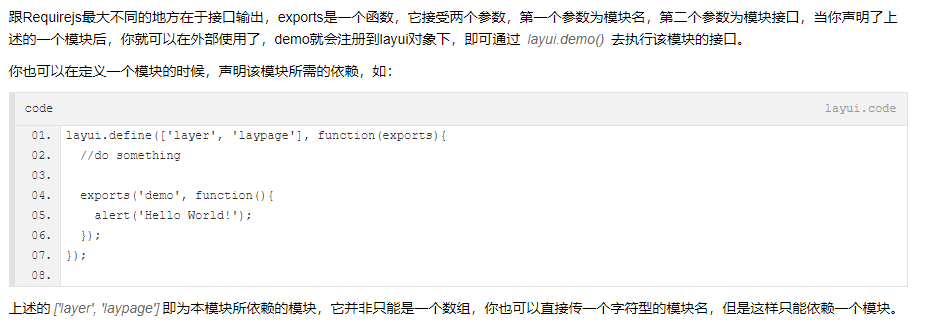 跟Requirejs最大不同的地方在于接口输出，exports是一个函数，它接受两个参数，第一个参数为模块名，第二个参数为模块接口，当你声明了上
述的一个模块后，你就可以在外部使用了，demo就会注册到layui对象下，即可通过 layui.demo() 去执行该模块的接口。
你也可以在定义一个模块的时候，声明该模块所需的依赖，如：
code layui.code
01. layui.define(['layer', 'laypage'], function(exports){
02.   //do something
03.
04.   exports('demo', function(){
05.     alert('Hello World!');
06.   });
07. });
08.
上述的 ['layer', 'laypage'] 即为本模块所依赖的模块，它并非只能是一个数组，你也可以直接传一个字符型的模块名，但是这样只能依赖一个模块。